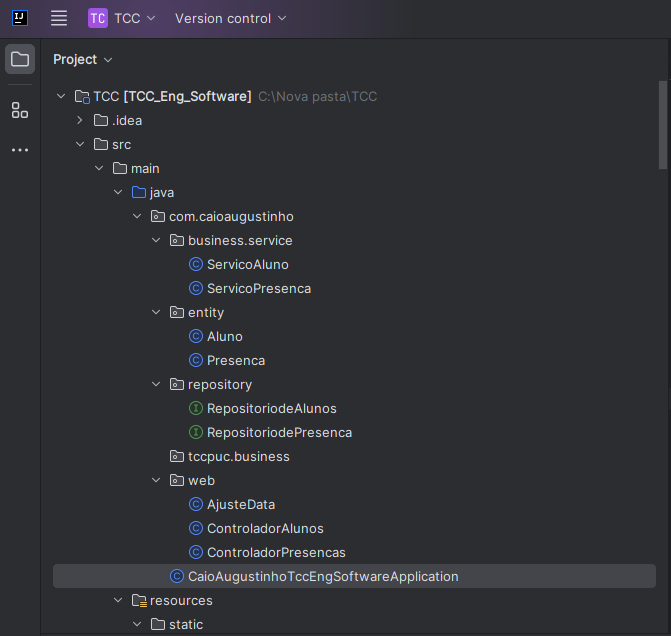 IJ TC TCC Version control
Project
TCC [TCC_Eng_Software] C:\Nova pasta\TCC
.idea
src
main
java
com.caioaugustinho
business.service
C ServicoAluno
C ServicoPresenca
entity
C Aluno
C Presenca
repository
I RepositoriodeAlunos
I RepositoriodePresenca
tccpuc.business
web
C AjusteData
C ControladorAlunos
C ControladorPresencas
C CaioAugustinhoTccEngSoftwareApplication
resources
static